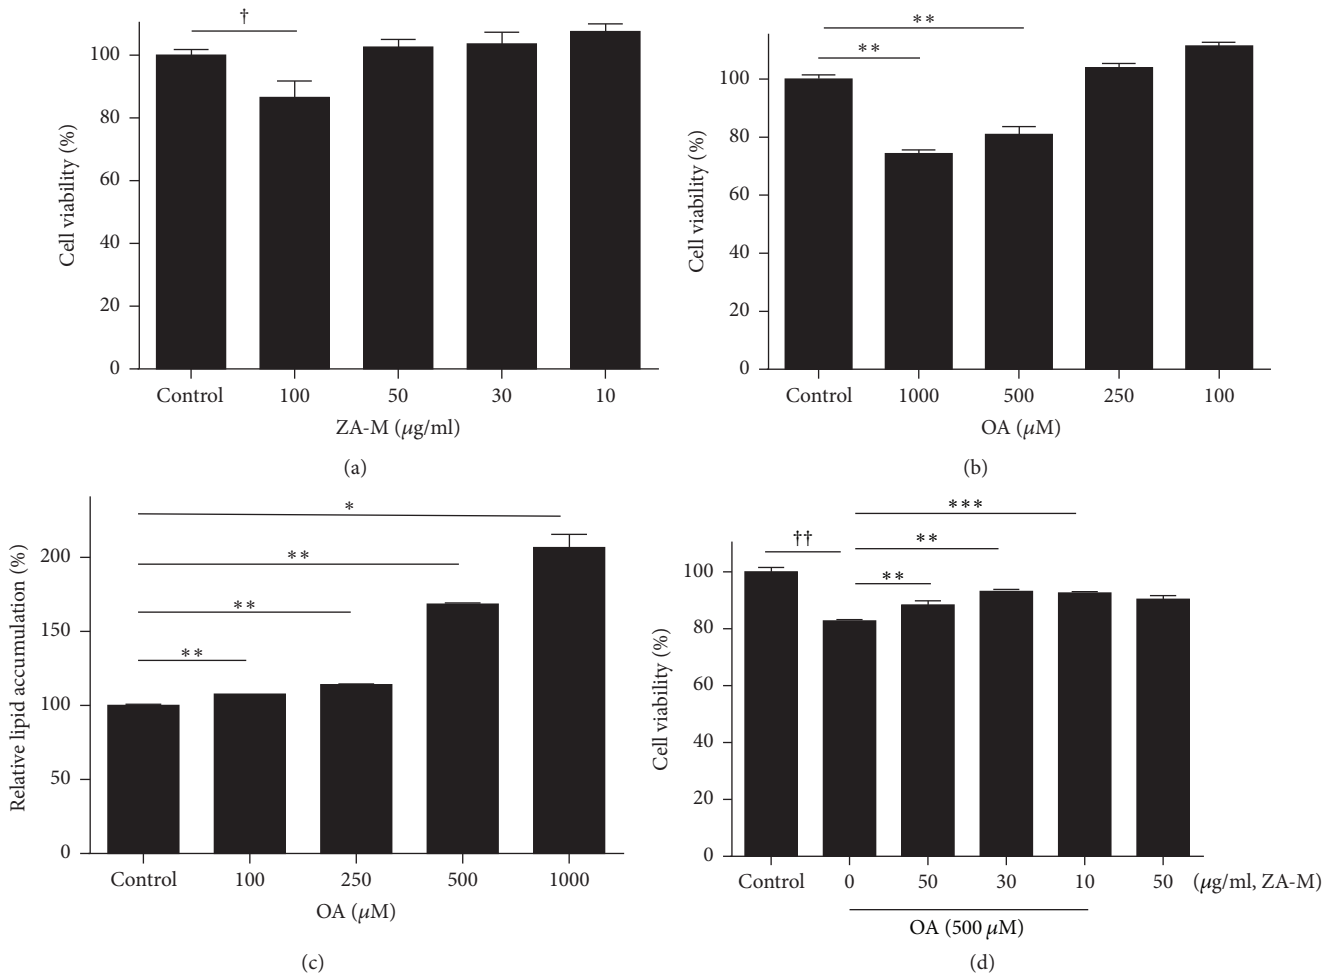 †
100
80
60
40
20
0
Cell viability (%)
Control 100 50 30 10
ZA-M (μg/ml)
(a)
**
**
100
80
60
40
20
0
Cell viability (%)
Control 1000 500 250 100
OA (μM)
(b)
*
**
**
**
200
150
100
50
0
Relative lipid accumulation (%)
Control 100 250 500 1000
OA (μM)
(c)
***
††
**
**
100
80
60
40
20
0
Cell viability (%)
Control 0 50 30 10 50 (μg/ml, ZA-M)
OA (500 μM)
(d)